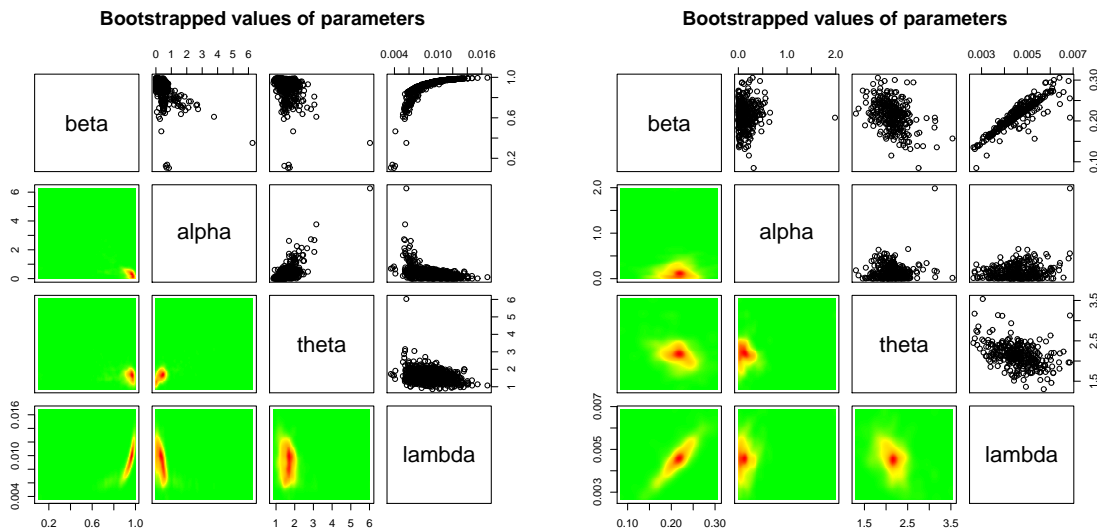 Bootstrapped values of parameters
0 1 2 3 4 5 6
0.004 0.010 0.016
beta
0.2 0.6 1.0
0 2 4 6
alpha
theta
1 2 3 4 5 6
0.004 0.010 0.016
lambda
0.2 0.6 1.0
1 2 3 4 5 6
Bootstrapped values of parameters
0.0 1.0 2.0
0.003 0.005 0.007
beta
0.10 0.20 0.30
0.0 1.0 2.0
alpha
theta
1.5 2.5 3.5
0.003 0.005 0.007
lambda
0.10 0.20 0.30
1.5 2.5 3.5